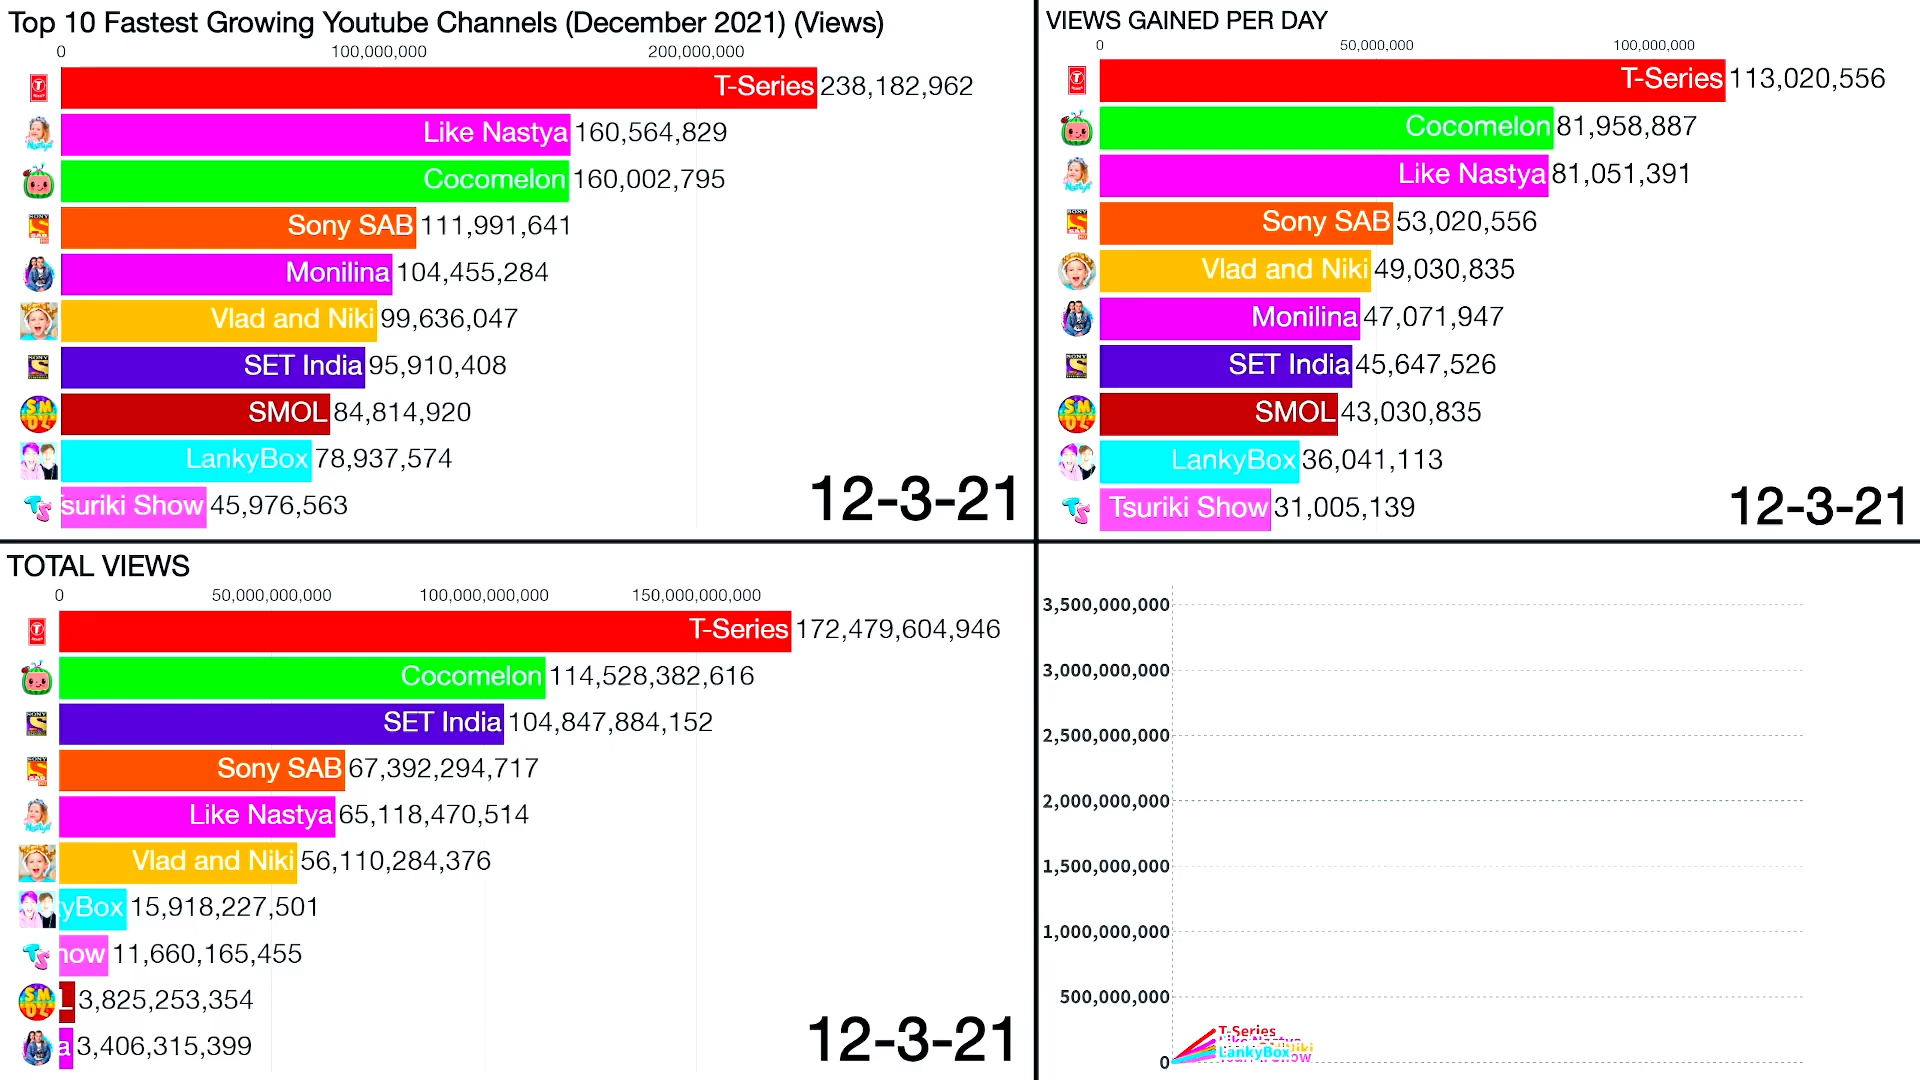 Top 10 Fastest Growing Youtube Channels (December 2021) (Views)
0 100,000,000 200,000,000
T-Series 238,182,962
Like Nastya 160,564,829
Cocomelon 160,002,795
Sony SAB 111,991,641
Monilina 104,455,284
Vlad and Niki 99,636,047
SET India 95,910,408
SMOL 84,814,920
LankyBox 78,937,574
suriki Show 45,976,563
12-3-21
VIEWS GAINED PER DAY
0 50,000,000 100,000,000
T-Series 113,020,556
Cocomelon 81,958,887
Like Nastya 81,051,391
Sony SAB 53,020,556
Vlad and Niki 49,030,835
Monilina 47,071,947
SET India 45,647,526
SMOL 43,030,835
LankyBox 36,041,113
Tsuriki Show 31,005,139
12-3-21
TOTAL VIEWS
0 50,000,000,000 100,000,000,000 150,000,000,000
T-Series 172,479,604,946
Cocomelon 114,528,382,616
SET India 104,847,884,152
Sony SAB 67,392,294,717
Like Nastya 65,118,470,514
Vlad and Niki 56,110,284,376
yBox 15,918,227,501
how 11,660,165,455
L 3,825,253,354
a 3,406,315,399
12-3-21
3,500,000,000
3,000,000,000
2,500,000,000
2,000,000,000
1,500,000,000
1,000,000,000
500,000,000
0
T-Series
LankyBox